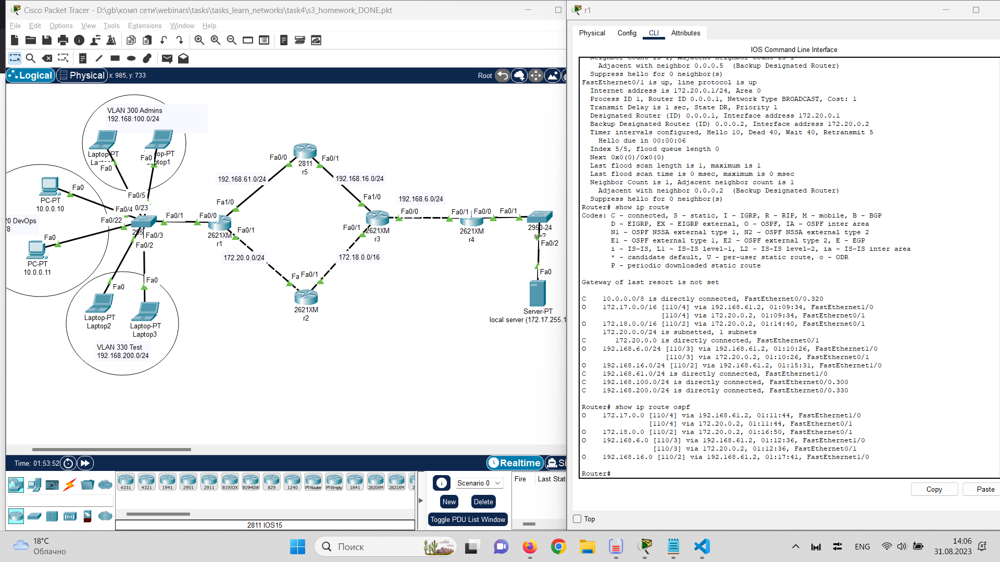 Cisco Packet Tracer - D:\gb\комп сети\webinars\tasks\tasks_learn_networks\task4\s3_homework_DONE.pkt
File Edit Options View Tools Extensions Window Help
Logical Physical x: 985, y: 733 Root
VLAN 300 Admins
192.168.100.0/24
Laptop-PT
Fa0
Fa0
Fa0/5
PC-PT
10.0.0.10
Fa0
Fa0/4
0/23
Fa0/22
Fa0/1
Fa0/3
Fa0/2
20 DevOps
/8
Fa0
PC-PT
10.0.0.11
Fa0
Fa0
Laptop-PT
Laptop2
Laptop-PT
Laptop3
VLAN 330 Test
192.168.200.0/24
Fa0/0
Fa1/0
Fa0/1
2621XM
r1
192.168.61.0/24
172.20.0.0/24
Fa0/0
Fa0/1
2811
r5
192.168.16.0/24
Fa0/1
2621XM
r2
172.18.0.0/16
Fa1/0
Fa0/0
Fa0/1
2621XM
r3
192.168.6.0/24
Fa0/1
Fa0/0
2621XM
r4
Fa0/1
2950-24
sw2
Fa0/2
Fa0
Server-PT
local server (172.17.255.1
Time: 01:53:52
Realtime
4331 4321 1941 2901 2911 819IOX 819HGW 829 1240 PT-Router PT-Empty 1841 2620XM 2621XM
2811 IOS15
Scenario 0
New Delete
Toggle PDU List Window
Fire Last Stat
r1
Physical Config CLI Attributes
IOS Command Line Interface
Neighbor Count is 1, Adjacent neighbor count is 1
Adjacent with neighbor 0.0.0.5 (Backup Designated Router)
Suppress hello for 0 neighbor(s)
FastEthernet0/1 is up, line protocol is up
Internet address is 172.20.0.1/24, Area 0
Process ID 1, Router ID 0.0.0.1, Network Type BROADCAST, Cost: 1
Transmit Delay is 1 sec, State DR, Priority 1
Designated Router (ID) 0.0.0.1, Interface address 172.20.0.1
Backup Designated Router (ID) 0.0.0.2, Interface address 172.20.0.2
Timer intervals configured, Hello 10, Dead 40, Wait 40, Retransmit 5
Hello due in 00:00:06
Index 5/5, flood queue length 0
Next 0x0(0)/0x0(0)
Last flood scan length is 1, maximum is 1
Last flood scan time is 0 msec, maximum is 0 msec
Neighbor Count is 1, Adjacent neighbor count is 1
Adjacent with neighbor 0.0.0.2 (Backup Designated Router)
Suppress hello for 0 neighbor(s)
Router# show ip route
Codes: C - connected, S - static, I - IGRP, R - RIP, M - mobile, B - BGP
D - EIGRP, EX - EIGRP external, O - OSPF, IA - OSPF inter area
N1 - OSPF NSSA external type 1, N2 - OSPF NSSA external type 2
E1 - OSPF external type 1, E2 - OSPF external type 2, E - EGP
i - IS-IS, L1 - IS-IS level-1, L2 - IS-IS level-2, ia - IS-IS inter area
* - candidate default, U - per-user static route, o - ODR
P - periodic downloaded static route
Gateway of last resort is not set
C 10.0.0.0/8 is directly connected, FastEthernet0/0.320
O 172.17.0.0/16 [110/4] via 192.168.61.2, 01:09:34, FastEthernet1/0
[110/4] via 172.20.0.2, 01:09:34, FastEthernet0/1
O 172.18.0.0/16 [110/2] via 172.20.0.2, 01:14:40, FastEthernet0/1
172.20.0.0/24 is subnetted, 1 subnets
C 172.20.0.0 is directly connected, FastEthernet0/1
O 192.168.6.0/24 [110/3] via 192.168.61.2, 01:10:26, FastEthernet1/0
[110/3] via 172.20.0.2, 01:10:26, FastEthernet0/1
O 192.168.16.0/24 [110/2] via 192.168.61.2, 01:15:31, FastEthernet1/0
C 192.168.61.0/24 is directly connected, FastEthernet1/0
C 192.168.100.0/24 is directly connected, FastEthernet0/0.300
C 192.168.200.0/24 is directly connected, FastEthernet0/0.330
Router# show ip route ospf
O 172.17.0.0 [110/4] via 192.168.61.2, 01:11:44, FastEthernet1/0
[110/4] via 172.20.0.2, 01:11:44, FastEthernet0/1
O 172.18.0.0 [110/2] via 172.20.0.2, 01:16:50, FastEthernet0/1
O 192.168.6.0 [110/3] via 192.168.61.2, 01:12:36, FastEthernet1/0
[110/3] via 172.20.0.2, 01:12:36, FastEthernet0/1
O 192.168.16.0 [110/2] via 192.168.61.2, 01:17:41, FastEthernet1/0
Router#
Copy Paste
Top
18°C
Облачно
Поиск
ENG
14:06
31.08.2023